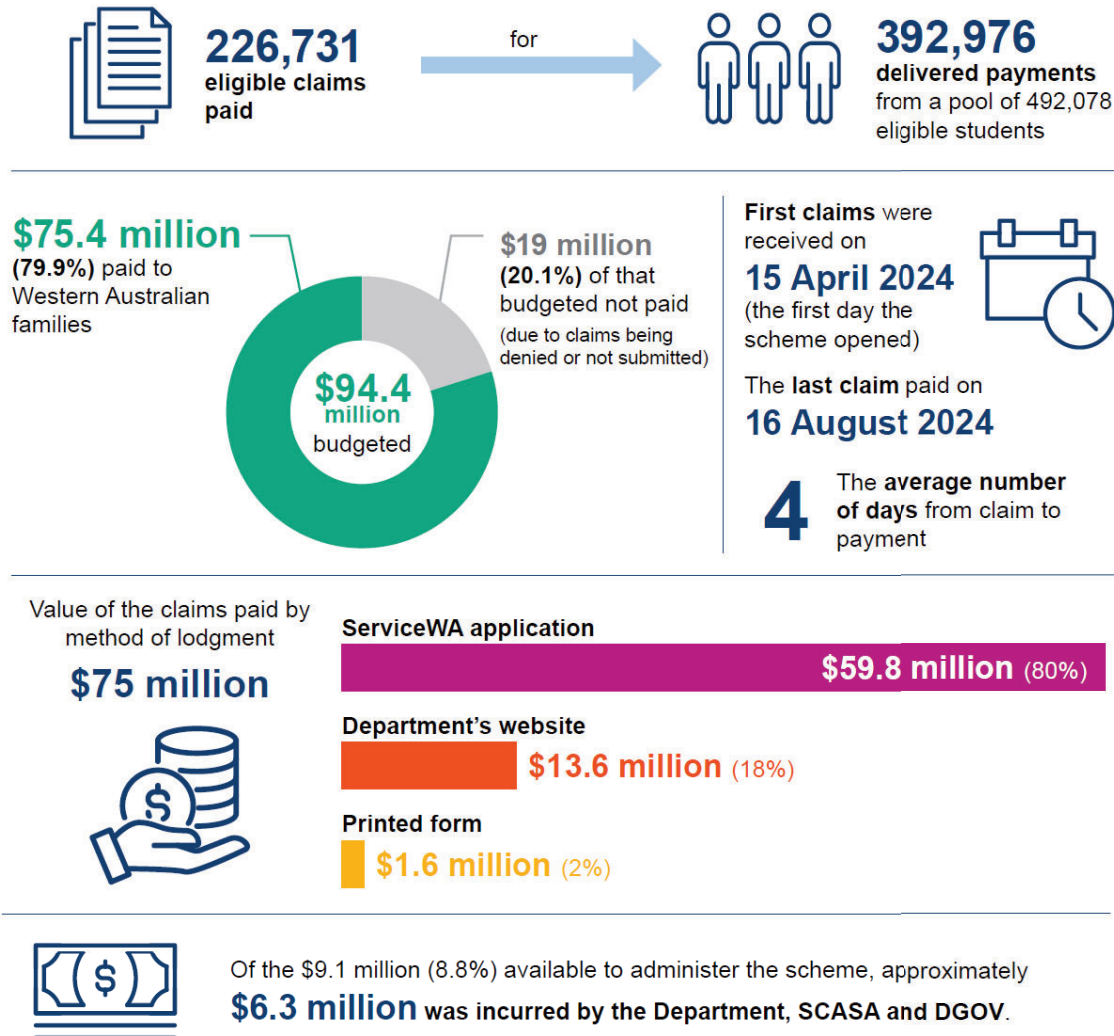 226,731
eligible claims
paid
for
392,976
delivered payments
from a pool of 492,078
eligible students
$75.4 million
(79.9%) paid to
Western Australian
families
$19 million
(20.1%) of that
budgeted not paid
(due to claims being
denied or not submitted)
$94.4
million
budgeted
First claims were
received on
15 April 2024
(the first day the
scheme opened)
The last claim paid on
16 August 2024
4
The average number
of days from claim to
payment
Value of the claims paid by
method of lodgment
$75 million
$
ServiceWA application
$59.8 million (80%)
Department's website
$13.6 million (18%)
Printed form
$1.6 million (2%)
$
Of the $9.1 million (8.8%) available to administer the scheme, approximately
$6.3 million was incurred by the Department, SCASA and DGOV.